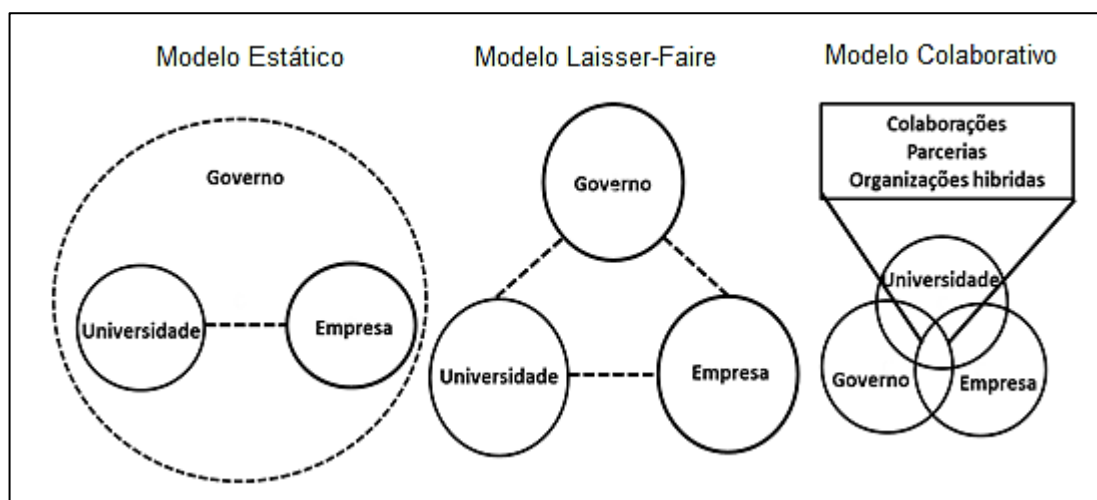 Modelo Estático
Governo
Universidade
Empresa
Modelo Laisser-Faire
Governo
Universidade
Empresa
Modelo Colaborativo
Colaborações
Parcerias
Organizações hibridas
Universidade
Governo
Empresa